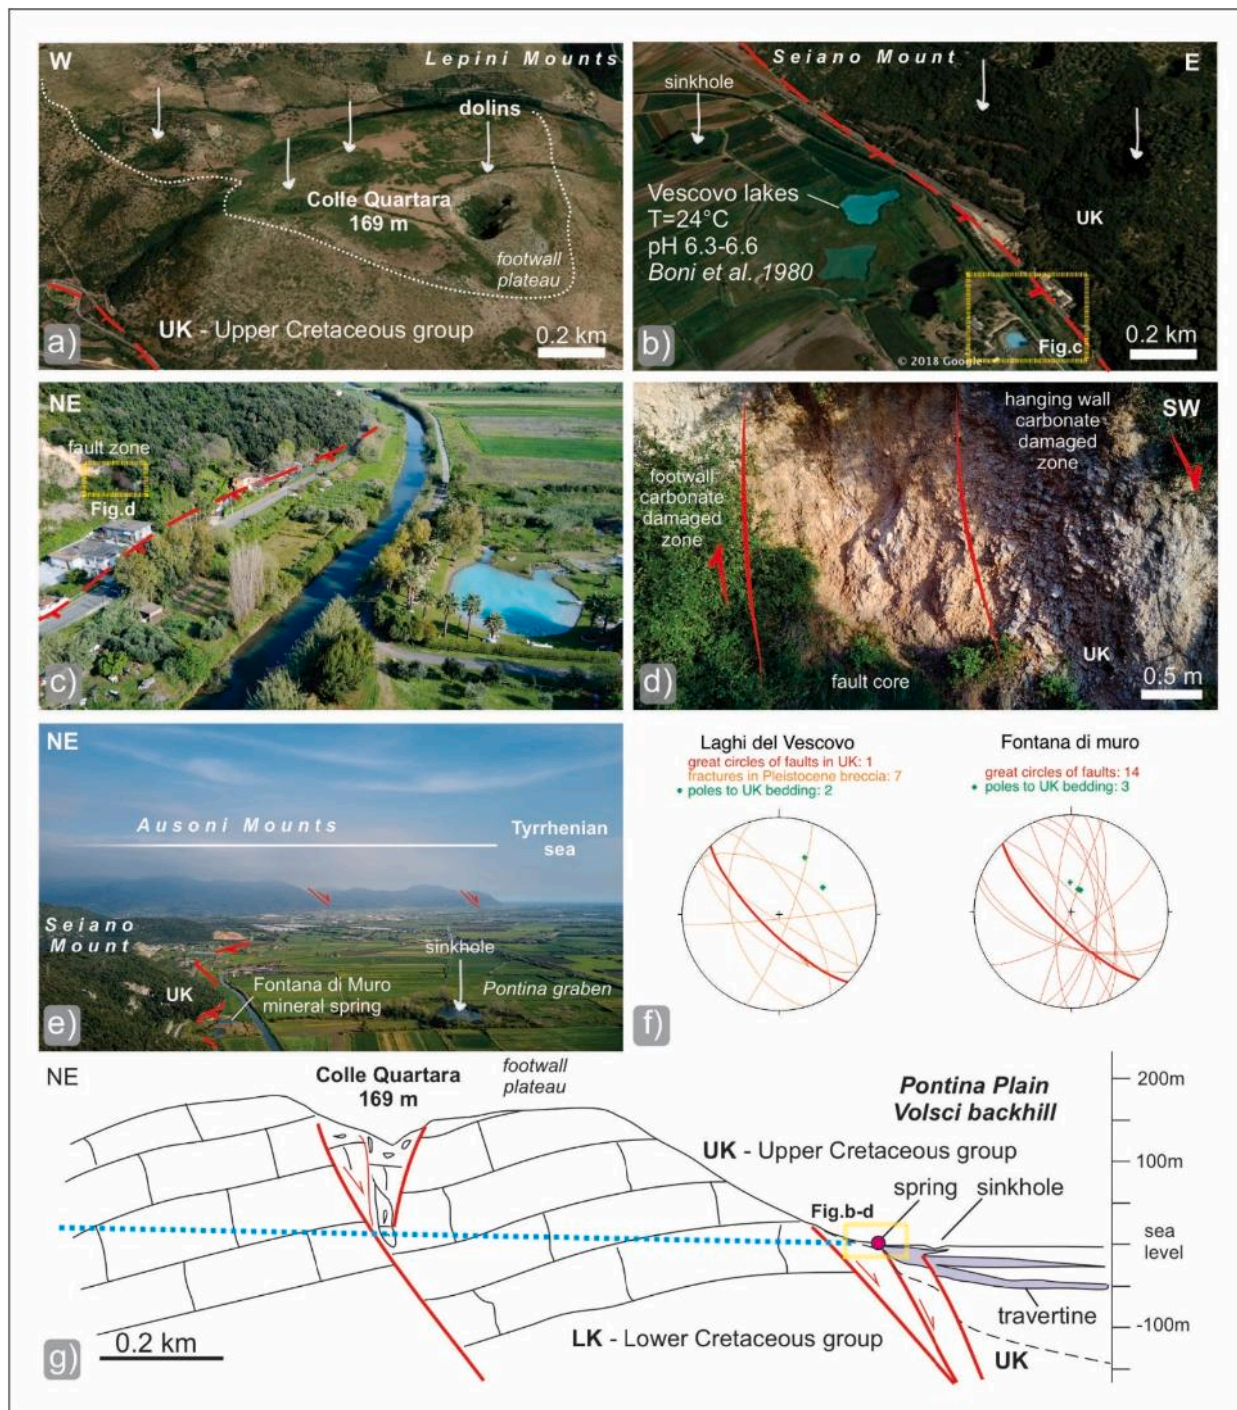 W
Lepini Mounts
dolins
Colle Quartara
169 m
footwall
plateau
UK - Upper Cretaceous group
0.2 km
a)
Seiano Mount
E
sinkhole
Vescovo lakes
T=24°C
pH 6.3-6.6
Boni et al. 1980
UK
Fig.c
© 2018 Google
0.2 km
b)
NE
fault zone
Fig.d
c)
hanging wall
carbonate
damaged
zone
SW
footwall
carbonate
damaged
zone
UK
fault core
0.5 m
d)
NE
Ausoni Mounts
Tyrrhenian
sea
Seiano
Mount
sinkhole
UK
Fontana di Muro
mineral spring
Pontina graben
e)
Laghi del Vescovo
great circles of faults in UK: 1
fractures in Pleistocene breccia: 7
poles to UK bedding: 2
Fontana di muro
great circles of faults: 14
poles to UK bedding: 3
f)
NE
Colle Quartara
169 m
footwall
plateau
Pontina Plain
Volsci backhill
200m
UK - Upper Cretaceous group
100m
spring
sinkhole
Fig.b-d
sea
level
travertine
LK - Lower Cretaceous group
-100m
UK
0.2 km
g)